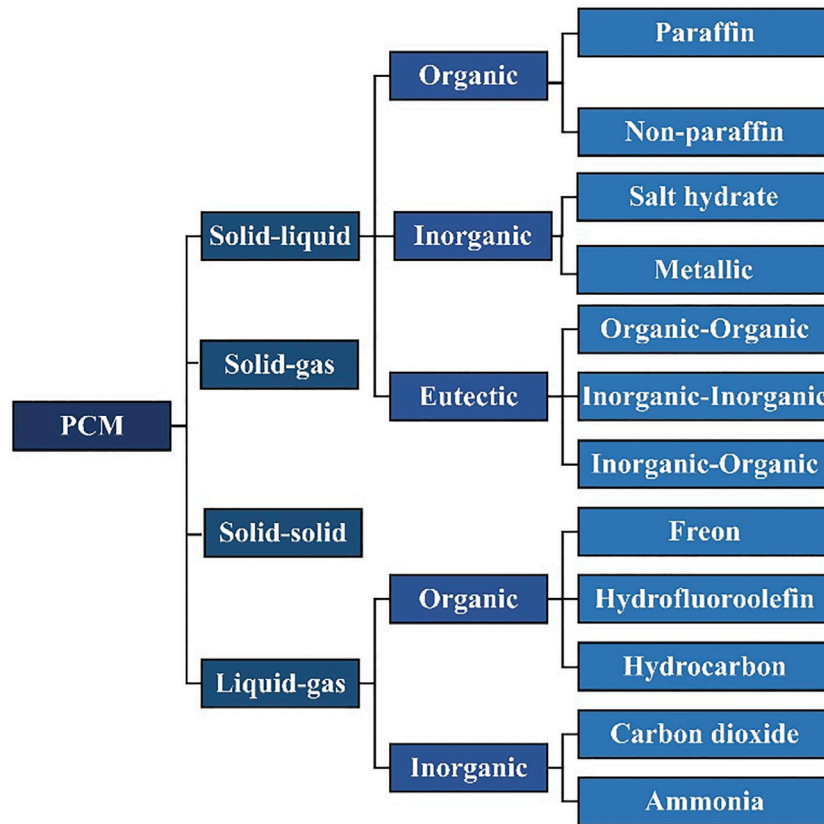 PCM
Solid-liquid
Organic
Paraffin
Non-paraffin
Inorganic
Salt hydrate
Metallic
Eutectic
Organic-Organic
Inorganic-Inorganic
Inorganic-Organic
Solid-gas
Solid-solid
Liquid-gas
Organic
Freon
Hydrofluoroolefin
Hydrocarbon
Inorganic
Carbon dioxide
Ammonia